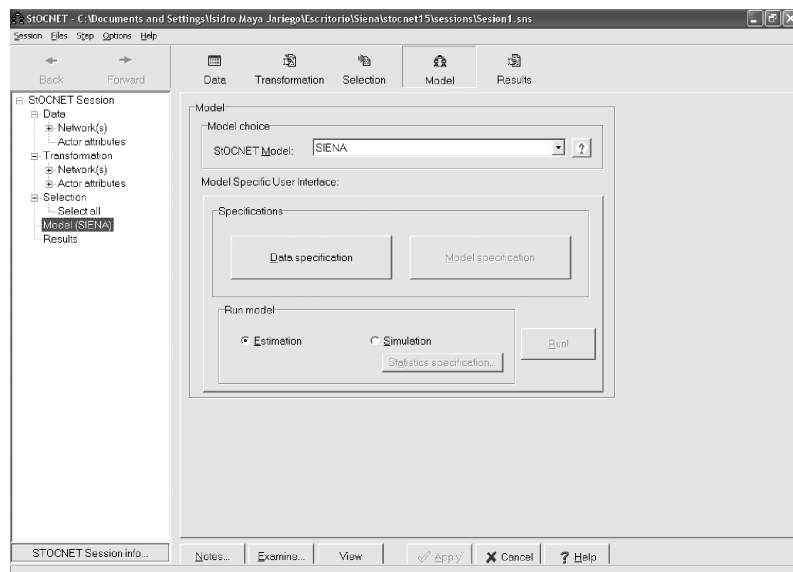 StOCNET - C:\Documents and Settings\Isidro Maya Jariego\Escritorio\Siena\stocnet15\sessions\Sesion1.sns
Session Files Step Options Help
Back Forward Data Transformation Selection Model Results
StOCNET Session
Data
Network(s)
Actor attributes
Transformation
Network(s)
Actor attributes
Selection
Select all
Model (SIENA)
Results
Model
Model choice
StOCNET Model: SIENA ?
Model Specific User Interface:
Specifications
Data specification Model specification
Run model
Estimation Simulation Run!
Statistics specification...
STOCNET Session info... Notes... Examine... View Apply Cancel ? Help